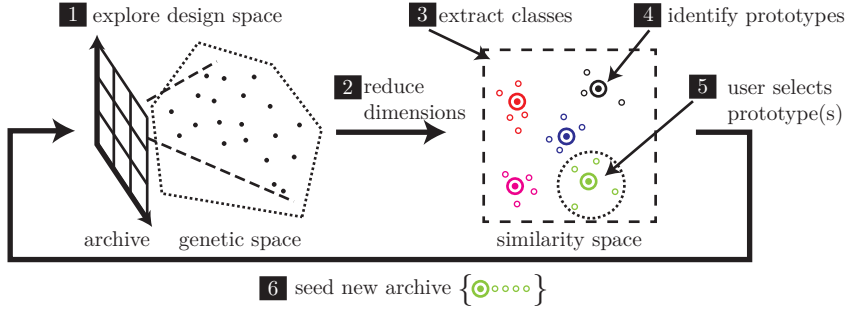 1 explore design space
3 extract classes
4 identify prototypes
2 reduce dimensions
5 user selects prototype(s)
archive
genetic space
similarity space
6 seed new archive { }